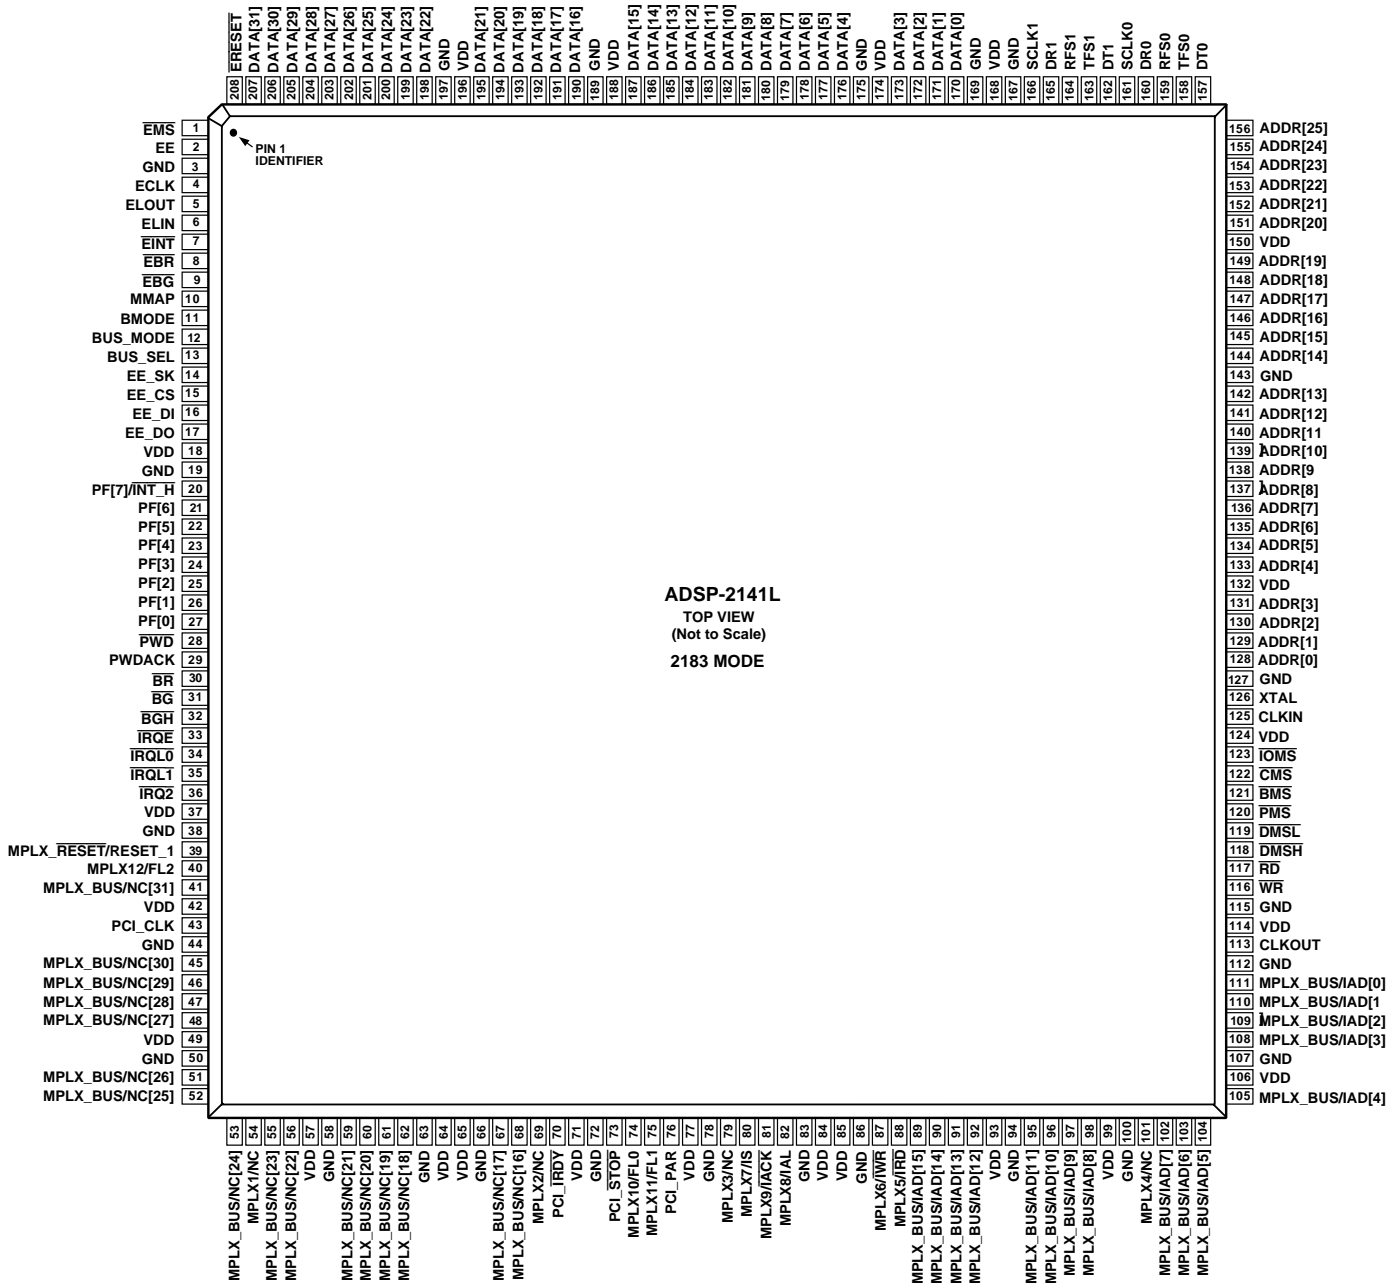 ERESET
DATA[31]
DATA[30]
DATA[29]
DATA[28]
DATA[27]
DATA[26]
DATA[25]
DATA[24]
DATA[23]
DATA[22]
GND
VDD
DATA[21]
DATA[20]
DATA[19]
DATA[18]
DATA[17]
DATA[16]
GND
VDD
DATA[15]
DATA[14]
DATA[13]
DATA[12]
DATA[11]
DATA[10]
DATA[9]
DATA[8]
DATA[7]
DATA[6]
DATA[5]
DATA[4]
GND
VDD
DATA[3]
DATA[2]
DATA[1]
DATA[0]
GND
VDD
GND
SCLK1
DR1
RFS1
TFS1
DT1
SCLK0
DR0
RFS0
TFS0
DT0
208
207
206
205
204
203
202
201
200
199
198
197
196
195
194
193
192
191
190
189
188
187
186
185
184
183
182
181
180
179
178
177
176
175
174
173
172
171
170
169
168
167
166
165
164
163
162
161
160
159
158
157
EMS 1
EE 2
GND 3
ECLK 4
ELOUT 5
ELIN 6
EINT 7
EBR 8
EBG 9
MMAP 10
BMODE 11
BUS_MODE 12
BUS_SEL 13
EE_SK 14
EE_CS 15
EE_DI 16
EE_DO 17
VDD 18
GND 19
PF[7]/INT_H 20
PF[6] 21
PF[5] 22
PF[4] 23
PF[3] 24
PF[2] 25
PF[1] 26
PF[0] 27
PWD 28
PWDACK 29
BR 30
BG 31
BGH 32
IRQE 33
IRQL0 34
IRQL1 35
IRQ2 36
VDD 37
GND 38
MPLX_RESET/RESET_1 39
MPLX12/FL2 40
MPLX_BUS/NC[31] 41
VDD 42
PCI_CLK 43
GND 44
MPLX_BUS/NC[30] 45
MPLX_BUS/NC[29] 46
MPLX_BUS/NC[28] 47
MPLX_BUS/NC[27] 48
VDD 49
GND 50
MPLX_BUS/NC[26] 51
MPLX_BUS/NC[25] 52
PIN 1
IDENTIFIER
ADSP-2141L
TOP VIEW
(Not to Scale)
2183 MODE
156 ADDR[25]
155 ADDR[24]
154 ADDR[23]
153 ADDR[22]
152 ADDR[21]
151 ADDR[20]
150 VDD
149 ADDR[19]
148 ADDR[18]
147 ADDR[17]
146 ADDR[16]
145 ADDR[15]
144 ADDR[14]
143 GND
142 ADDR[13]
141 ADDR[12]
140 ADDR[11
]
139 ADDR[10]
138 ADDR[9
]
137 ADDR[8]
136 ADDR[7]
135 ADDR[6]
134 ADDR[5]
133 ADDR[4]
132 VDD
131 ADDR[3]
130 ADDR[2]
129 ADDR[1]
128 ADDR[0]
127 GND
126 XTAL
125 CLKIN
124 VDD
123 IOMS
122 CMS
121 BMS
120 PMS
119 DMSL
118 DMSH
117 RD
116 WR
115 GND
114 VDD
113 CLKOUT
112 GND
111 MPLX_BUS/IAD[0]
110 MPLX_BUS/IAD[1
]
109 MPLX_BUS/IAD[2]
108 MPLX_BUS/IAD[3]
107 GND
106 VDD
105 MPLX_BUS/IAD[4]
53
54
55
56
57
58
59
60
61
62
63
64
65
66
67
68
69
70
71
72
73
74
75
76
77
78
79
80
81
82
83
84
85
86
87
88
89
90
91
92
93
94
95
96
97
98
99
100
101
102
103
104
MPLX_BUS/NC[24]
MPLX1/NC
MPLX_BUS/NC[23]
MPLX_BUS/NC[22]
VDD
GND
MPLX_BUS/NC[21]
MPLX_BUS/NC[20]
MPLX_BUS/NC[19]
MPLX_BUS/NC[18]
GND
VDD
VDD
GND
MPLX_BUS/NC[17]
MPLX_BUS/NC[16]
MPLX2/NC
PCI_IRDY
VDD
GND
PCI_STOP
MPLX10/FL0
MPLX11/FL1
PCI_PAR
VDD
GND
MPLX3/NC
MPLX7/IS
MPLX9/IACK
MPLX8/IAL
GND
VDD
VDD
GND
MPLX6/IWR
MPLX5/IRD
MPLX_BUS/IAD[15]
MPLX_BUS/IAD[14]
MPLX_BUS/IAD[13]
MPLX_BUS/IAD[12]
VDD
GND
MPLX_BUS/IAD[11]
MPLX_BUS/IAD[10]
MPLX_BUS/IAD[9]
MPLX_BUS/IAD[8]
VDD
GND
MPLX4/NC
MPLX_BUS/IAD[7]
MPLX_BUS/IAD[6]
MPLX_BUS/IAD[5]